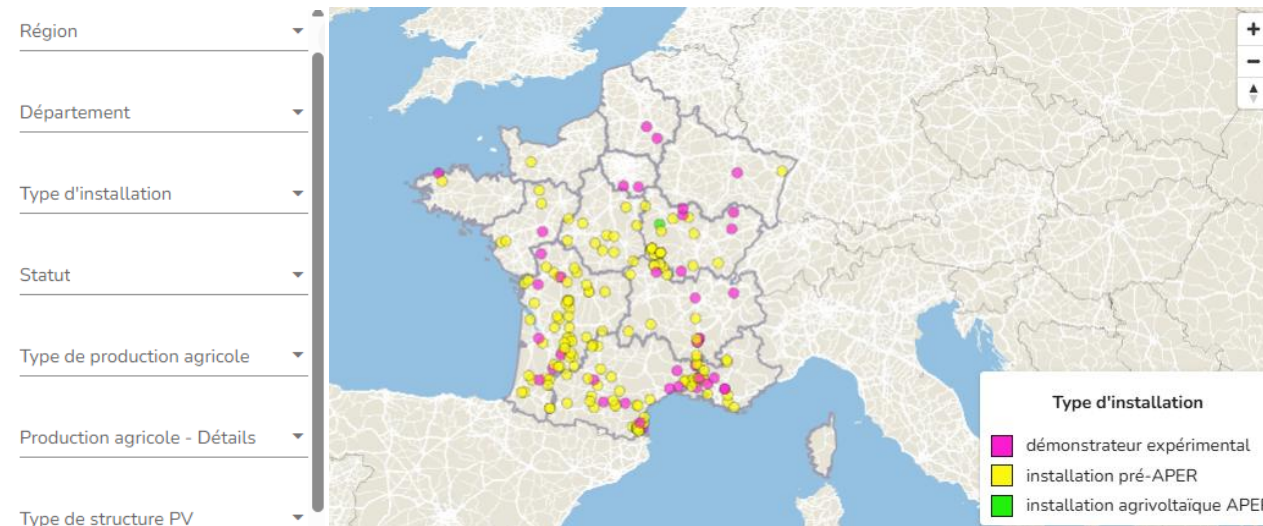 Région
Département
Type d'installation
Statut
Type de production agricole
Production agricole - Détails
Type de structure PV
+
−
Type d'installation
démonstrateur expérimental
installation pré-APER
installation agrivoltaïque APER